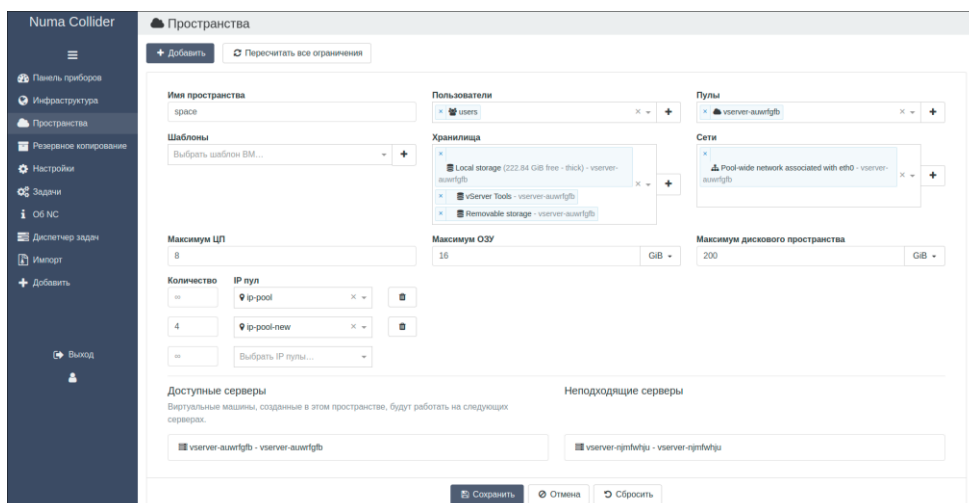 Numa Collider
Пространства
Добавить
Пересчитать все ограничения
Панель приборов
Инфраструктура
Пространства
Резервное копирование
Настройки
Задачи
Об NC
Диспетчер задач
Импорт
Добавить
Выход
Имя пространства
space
Пользователи
× users × +
Пулы
× vserver-auwrfgfb × +
Шаблоны
Выбрать шаблон ВМ... +
Хранилища
×
Local storage (222.84 GiB free - thick) - vserver-
auwrfgfb
× vServer Tools - vserver-auwrfgfb
× Removable storage - vserver-auwrfgfb
× +
Сети
×
Pool-wide network associated with eth0 - vserver-
auwrfgfb
× +
Максимум ЦП
8
Максимум ОЗУ
16 GiB
Максимум дискового пространства
200 GiB
Количество IP пул
∞ ip-pool ×
4 ip-pool-new ×
∞ Выбрать IP пулы...
Доступные серверы
Виртуальные машины, созданные в этом пространстве, будут работать на следующих
серверах.
vserver-auwrfgfb - vserver-auwrfgfb
Неподходящие серверы
vserver-njmfwhju - vserver-njmfwhju
Сохранить
Отмена
Сбросить